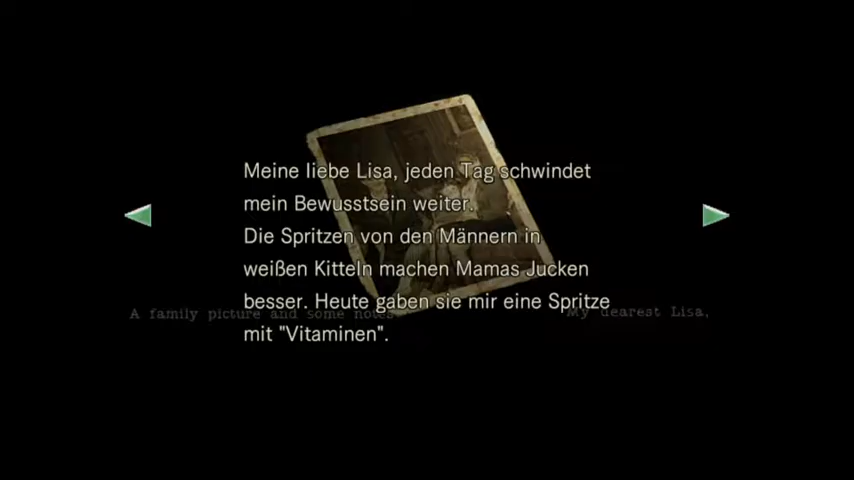 Meine liebe Lisa, jeden Tag schwindet
mein Bewusstsein weiter.
Die Spritzen von den Männern in
weißen Kitteln machen Mamas Jucken
besser. Heute gaben sie mir eine Spritze
A family picture and some notes
My dearest Lisa,
mit "Vitaminen".